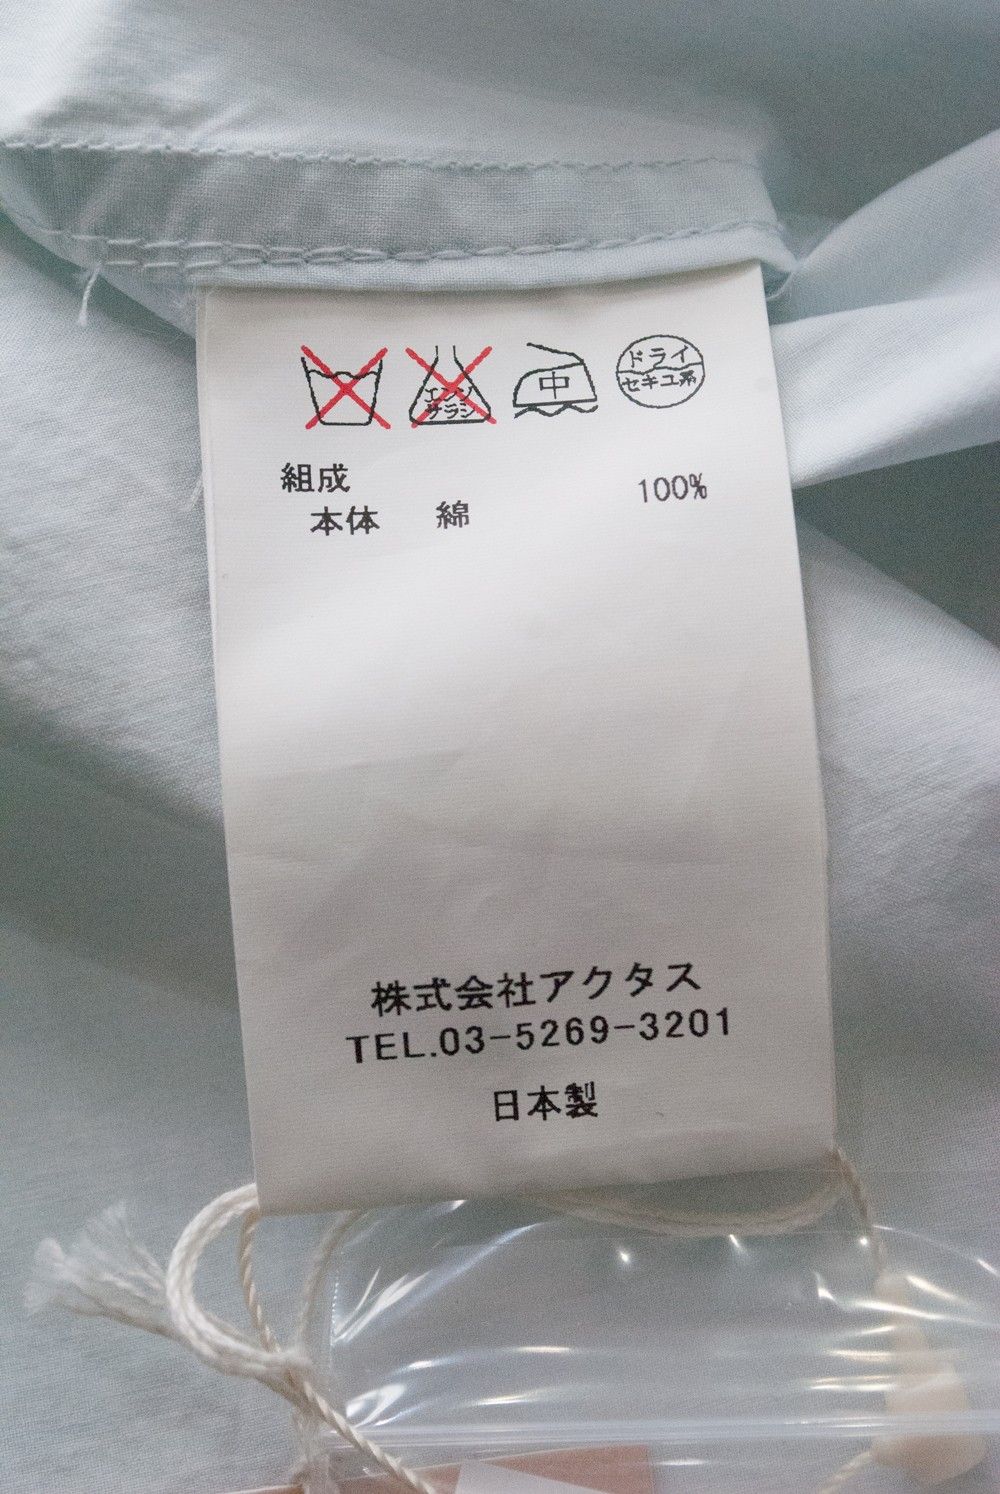 エンソ
サラシ
中
ドライ
セキユ系
組成
本体 綿 100%
株式会社アクタス
TEL.03-5269-3201
日本製